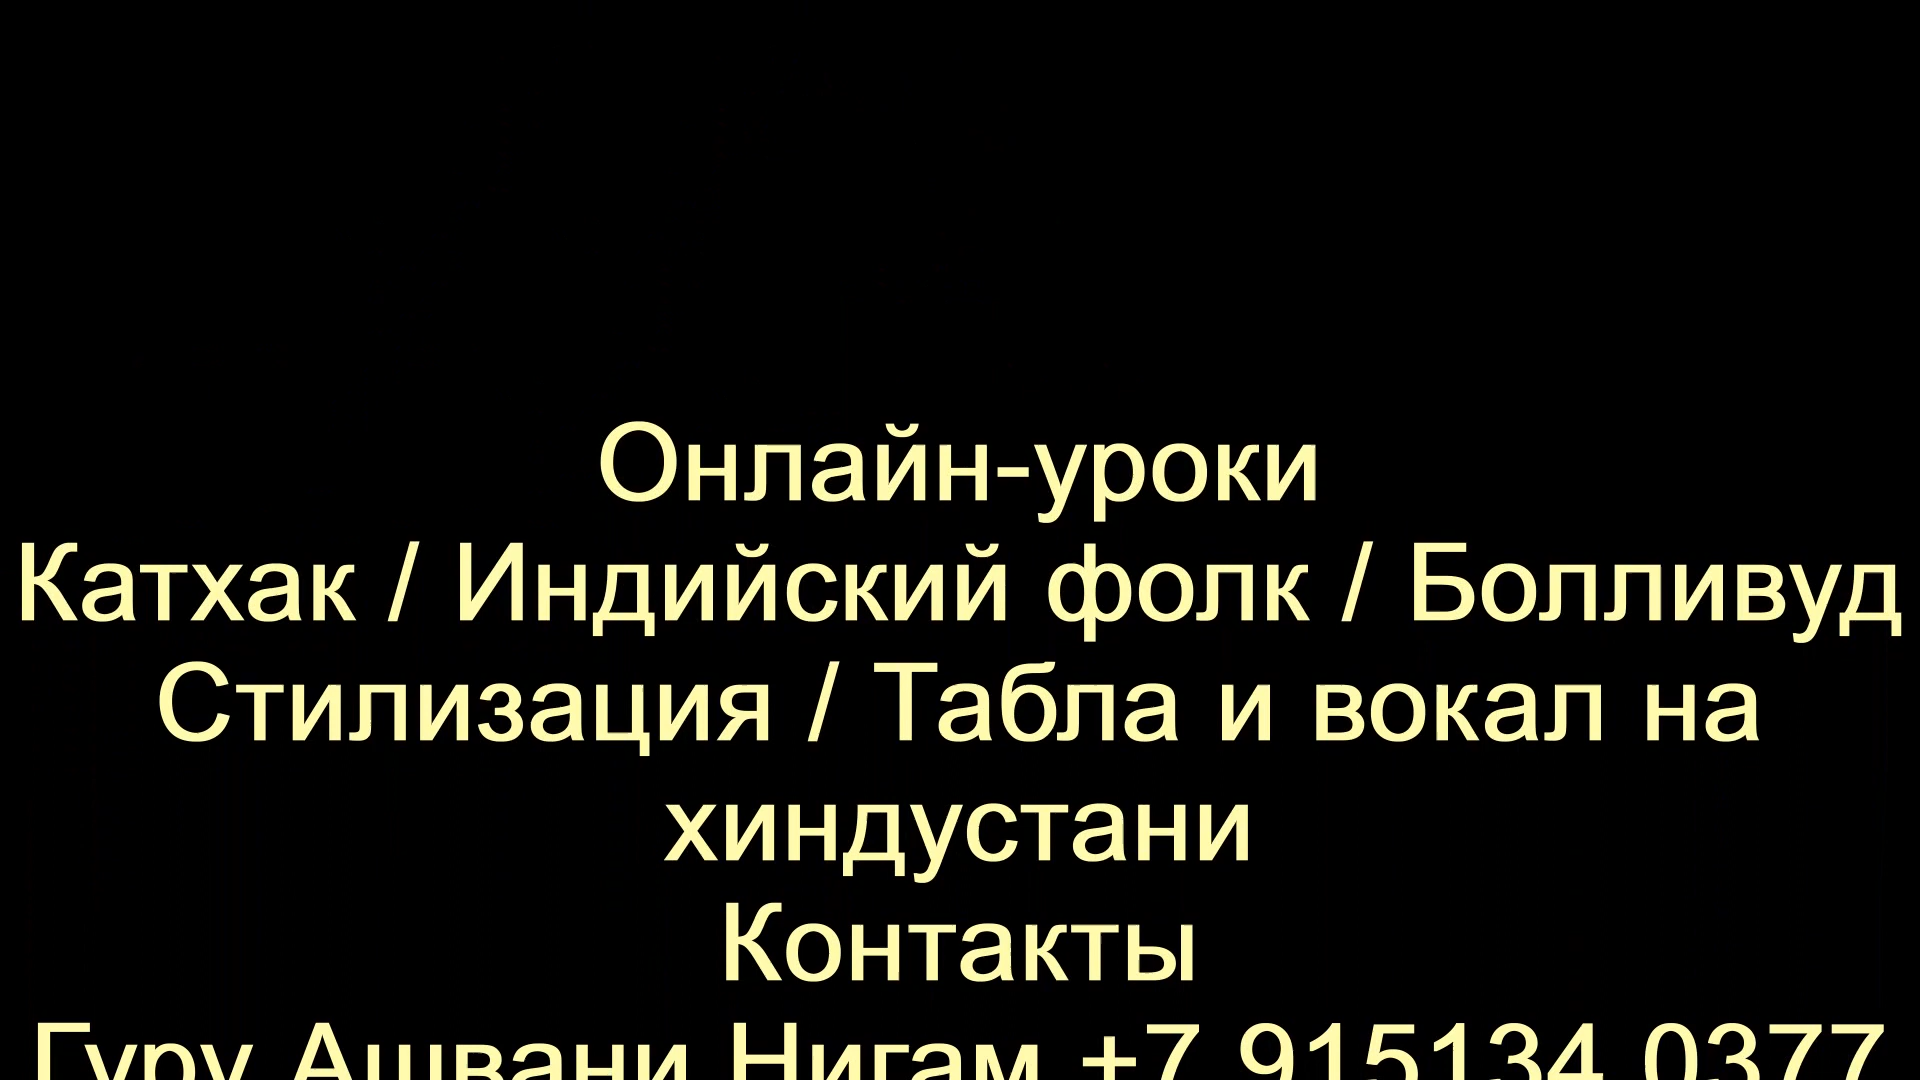 Онлайн-уроки
Катхак / Индийский фолк / Болливуд
Стилизация / Табла и вокал на
хиндустани
Контакты
Гуру Ашвани Нигам +7 915134 0377